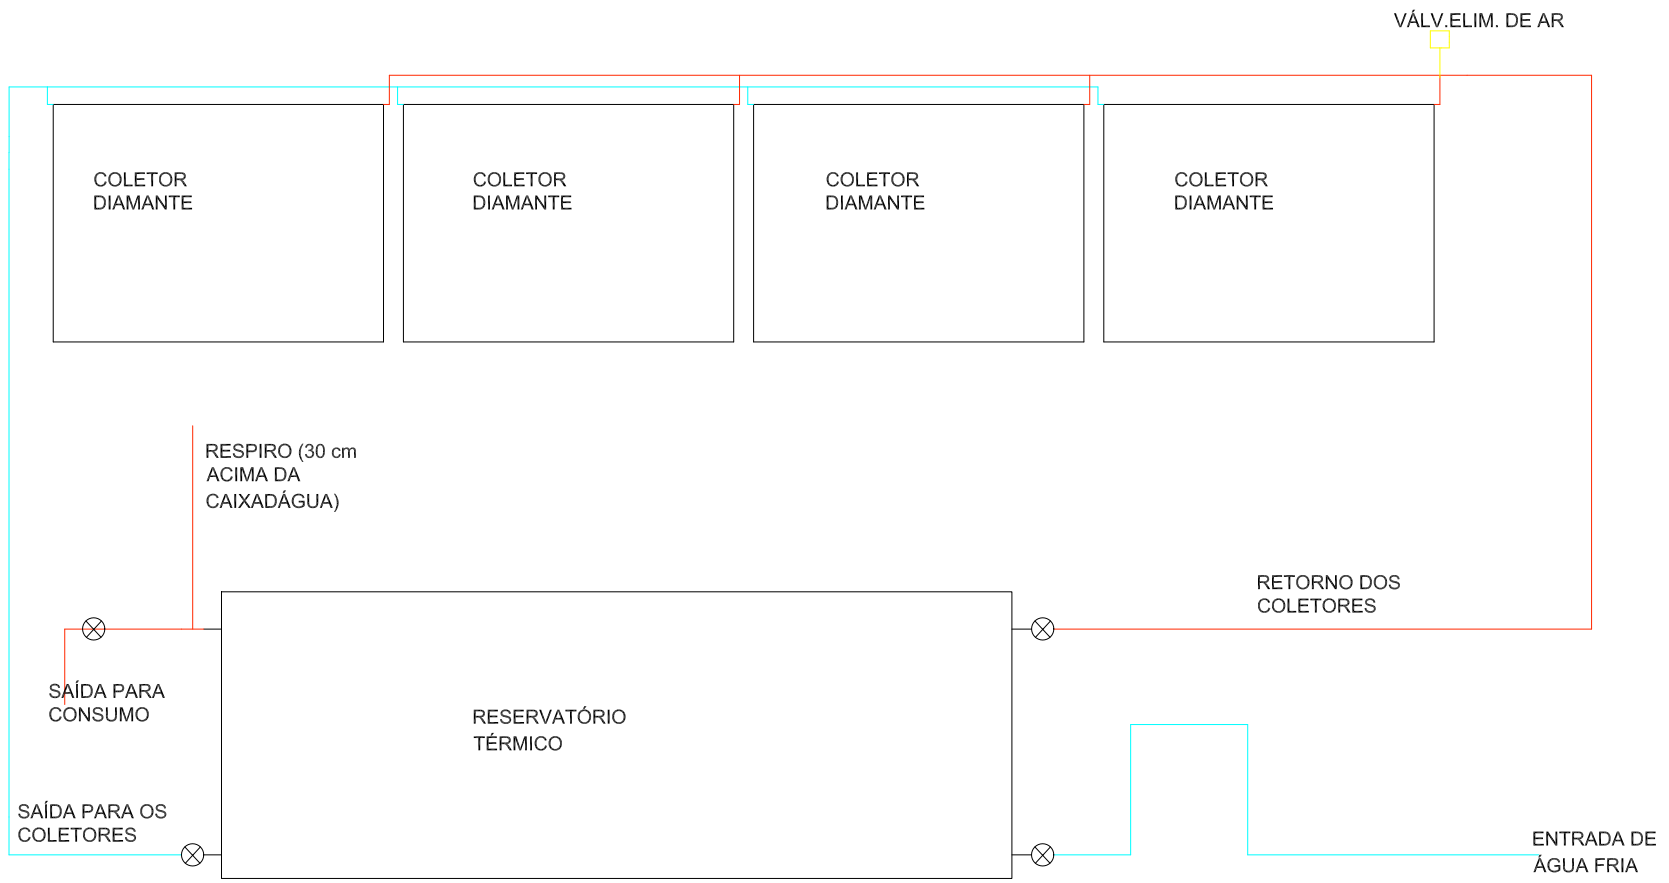 VÁLV.ELIM. DE AR
COLETOR
DIAMANTE
COLETOR
DIAMANTE
COLETOR
DIAMANTE
COLETOR
DIAMANTE
RESPIRO (30 cm
ACIMA DA
CAIXADÁGUA)
RETORNO DOS
COLETORES
SAÍDA PARA
CONSUMO
RESERVATÓRIO
TÉRMICO
SAÍDA PARA OS
COLETORES
ENTRADA DE
ÁGUA FRIA